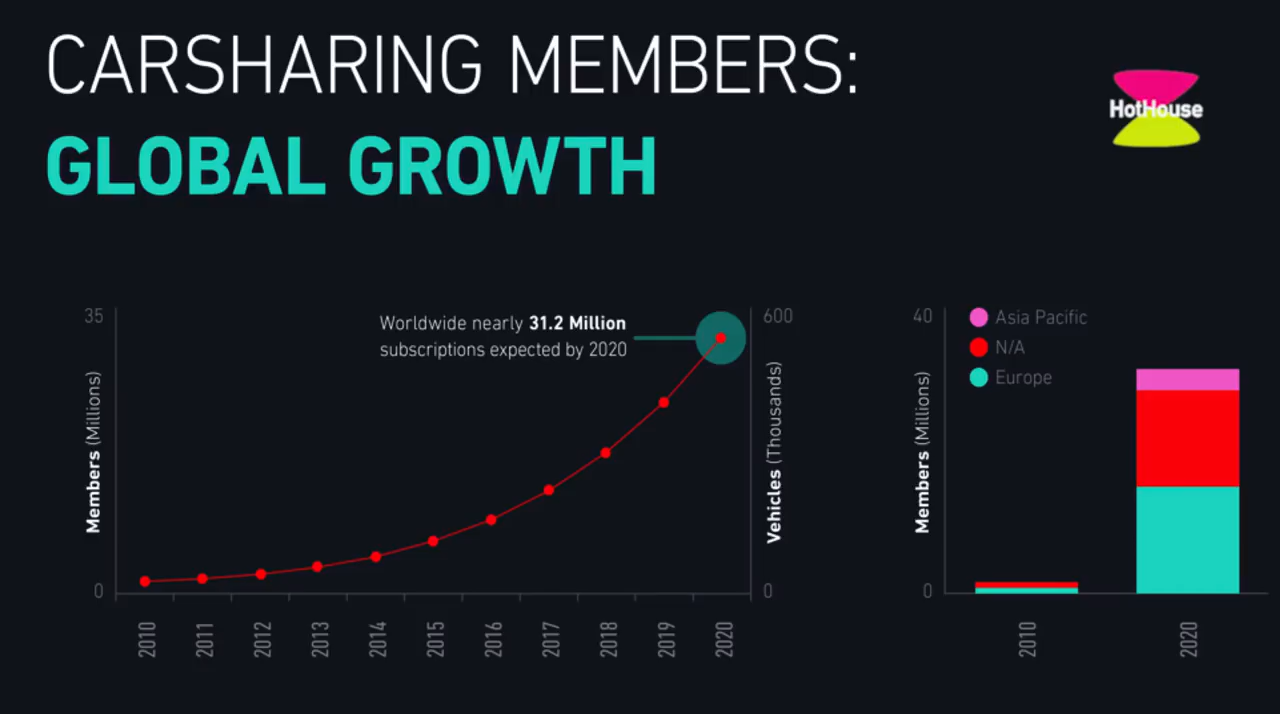 CARSHARING MEMBERS:
GLOBAL GROWTH
HotHouse
35
Members (Millions)
0
Worldwide nearly 31.2 Million
subscriptions expected by 2020
600
Vehicles (Thousands)
0
2010
2011
2012
2013
2014
2015
2016
2017
2018
2019
2020
40
Members (Millions)
0
Asia Pacific
N/A
Europe
2010
2020